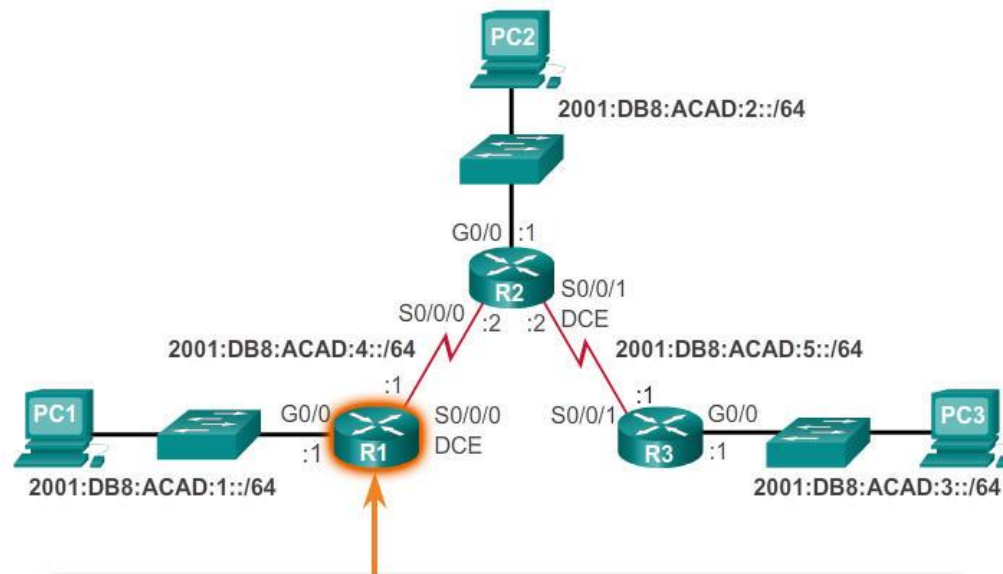 PC2
2001:DB8:ACAD:2::/64
G0/0 :1
R2
S0/0/1
S0/0/0
:2 :2 DCE
2001:DB8:ACAD:4::/64
2001:DB8:ACAD:5::/64
:1
:1
PC1
G0/0
S0/0/0
S0/0/1
G0/0
PC3
:1
R1
DCE
R3
:1
2001:DB8:ACAD:1::/64
2001:DB8:ACAD:3::/64